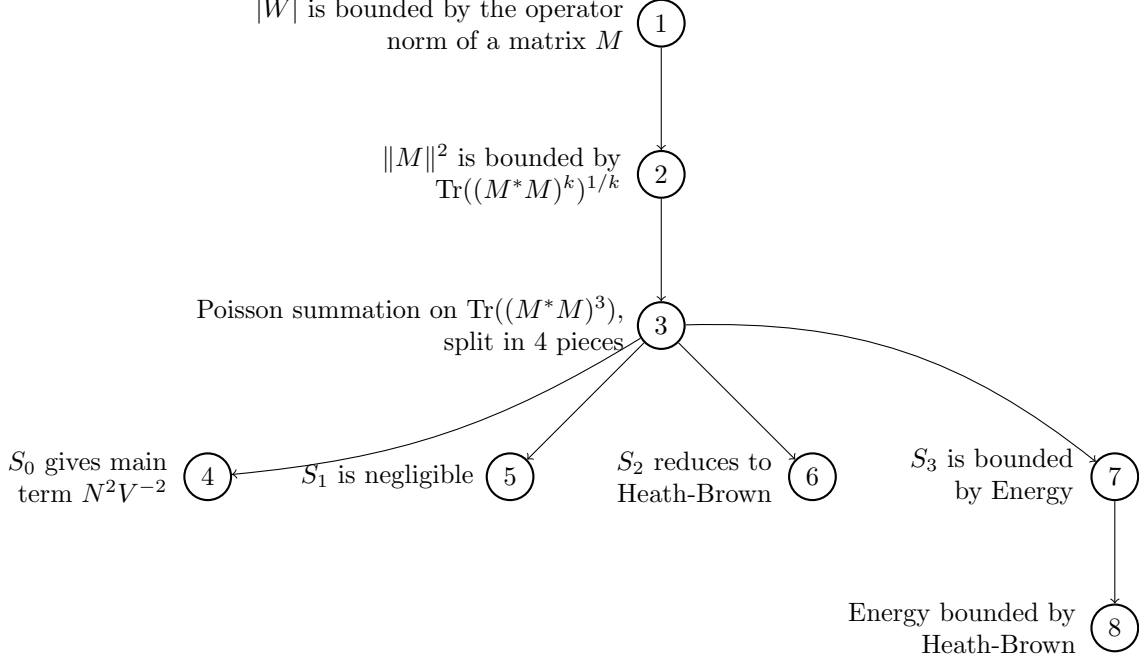 |W| is bounded by the operator
norm of a matrix M
1
‖M‖² is bounded by
Tr((M*M)ᵏ)¹/ᵏ
2
Poisson summation on Tr((M*M)³),
split in 4 pieces
3
S₀ gives main
term N²V⁻²
4
S₁ is negligible
5
S₂ reduces to
Heath-Brown
6
S₃ is bounded
by Energy
7
Energy bounded by
Heath-Brown
8